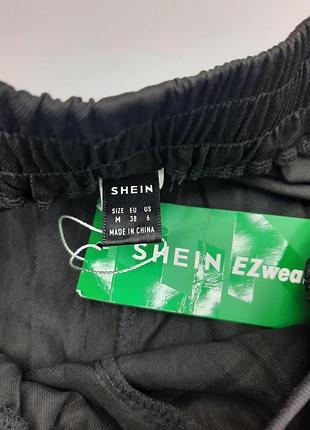 SHEIN
SIZE EU US
M 38 6
MADE IN CHINA
SHEIN EZwea